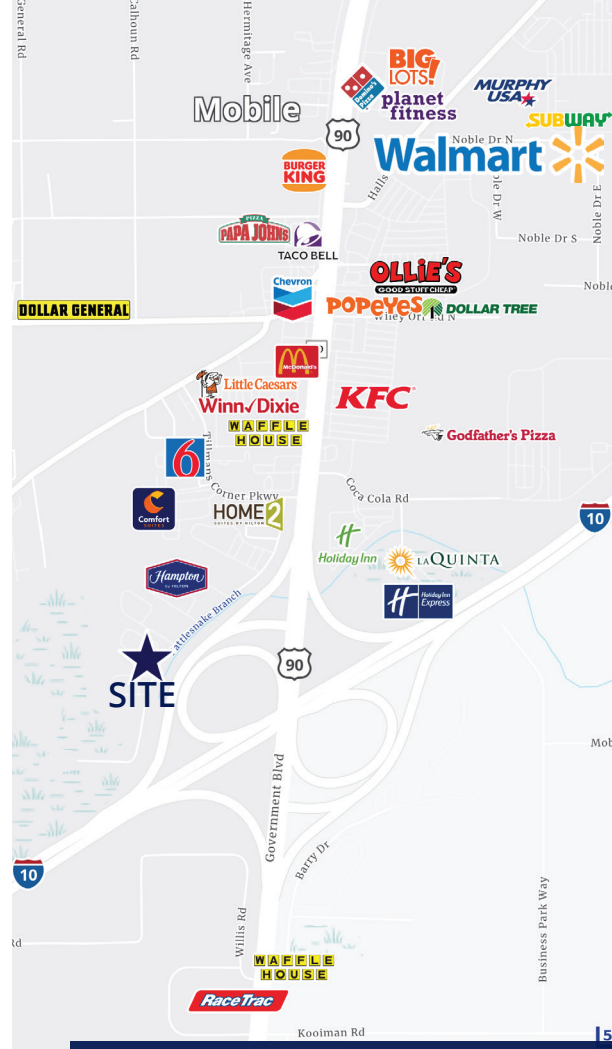 General Rd
Calhoun Rd
Hermitage Ave
BIG
LOTS!
Domino's
Pizza
planet
fitness
MURPHY
USA
SUBWAY
Mobile
90
Noble Dr N
Walmart
BURGER
KING
Halls
ble Dr W
Noble Dr E
PIZZA
PAPA JOHNS
TACO BELL
Noble Dr S
OLLIE'S
GOOD STUFF CHEAP
Chevron
Nobl
DOLLAR GENERAL
POPEYES
DOLLAR TREE
Wiley Or d N
McDonald's
Little Caesars
Winn Dixie
KFC
WAFFLE
HOUSE
Godfather's Pizza
6
Tillmans Corner Pkwy
Coca Cola Rd
Comfort
SUITES
HOME2
SUITES BY HILTON
10
H
Holiday Inn
LA QUINTA
Hampton
by HILTON
H Holiday Inn
Express
attlesnake Branch
90
SITE
Mob
Government Blvd
Barry Dr
10
Business Park Way
Willis Rd
Rd
WAFFLE
HOUSE
RaceTrac
Kooiman Rd
5